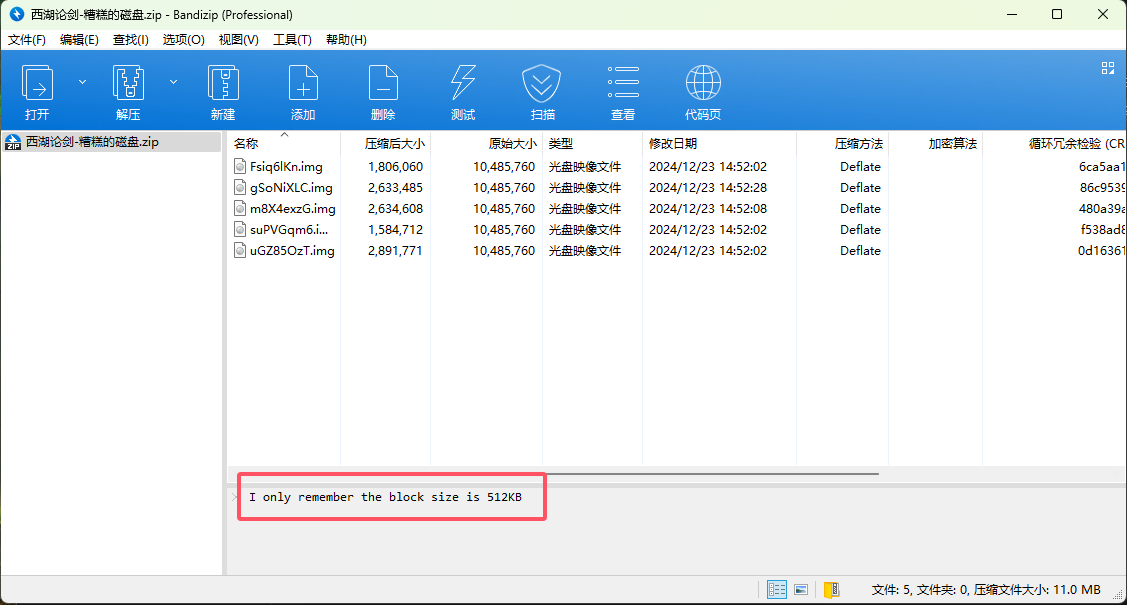 西湖论剑-糟糕的磁盘.zip - Bandizip (Professional)
文件(F) 编辑(E) 查找(I) 选项(O) 视图(V) 工具(T) 帮助(H)
打开 解压 新建 添加 删除 测试 扫描 查看 代码页
西湖论剑-糟糕的磁盘.zip
名称 压缩后大小 原始大小 类型 修改日期 压缩方法 加密算法 循环冗余检验 (CR
Fsiq6lKn.img 1,806,060 10,485,760 光盘映像文件 2024/12/23 14:52:02 Deflate 6ca5aa1
gSoNiXLC.img 2,633,485 10,485,760 光盘映像文件 2024/12/23 14:52:28 Deflate 86c9539
m8X4exzG.img 2,634,608 10,485,760 光盘映像文件 2024/12/23 14:52:08 Deflate 480a39a
suPVGqm6.i... 1,584,712 10,485,760 光盘映像文件 2024/12/23 14:52:02 Deflate f538ad8
uGZ85OzT.img 2,891,771 10,485,760 光盘映像文件 2024/12/23 14:52:02 Deflate 0d16361
I only remember the block size is 512KB
文件: 5, 文件夹: 0, 压缩文件大小: 11.0 MB